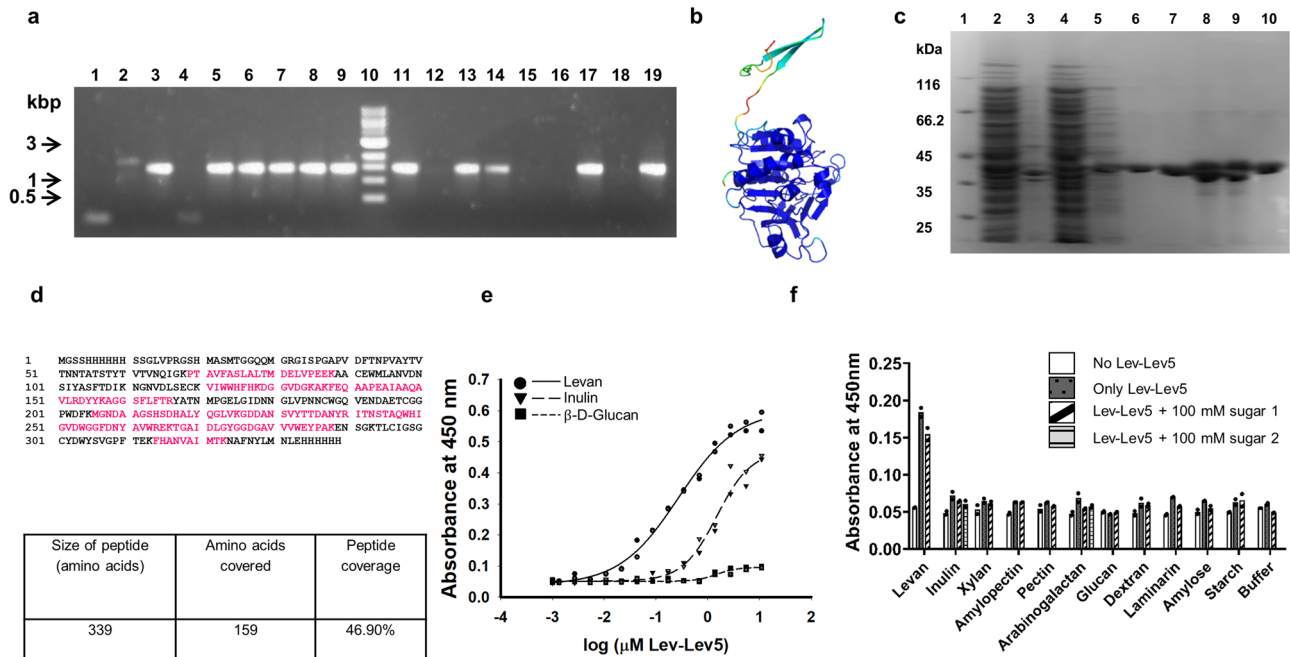 a
1 2 3 4 5 6 7 8 9 10 11 12 13 14 15 16 17 18 19
kbp
3
1
0.5
b
c
1 2 3 4 5 6 7 8 9 10
kDa
116
66.2
45
35
25
d
1 MGSSHHHHHH SSGLVPRGSH MASMTGGQQM GRGISPGAPV DFTNPVAYTV
51 TNNTATSTYT VTVNQIGKPT AVFASLALTM DELVPEEKAA CEWMLANVDN
101 SIYASFTDIK NGNVDLSECK VIWWHFHKDG GVDGKAKFEQ AAPEAIAAQA
151 VLRDYYKAGG SFLFTRYATN MPGELGIDNN LPTPNNCWGQ VENDAETCGG
201 PWDFKMGNDA AGSHSDHALY QGLVKGDDAN SVYTTDANYR ITNSTAQWHI
251 GVDWGGFDNY AVWREKTGAI DLGYGGDGAV VVWEYPAKEN SGKTLCIGSG
301 CYDWYSVGPF TEKFHANVAI MTKNAFNYLM NLEHHHHHH
Size of peptide (amino acids) Amino acids covered Peptide coverage
339 159 46.90%
e
Absorbance at 450 nm
0.7
0.6
0.5
0.4
0.3
0.2
0.1
0.0
Levan
Inulin
β-D-Glucan
-4 -3 -2 -1 0 1 2
log (μM Lev-Lev5)
f
Absorbance at 450nm
0.25
0.20
0.15
0.10
0.05
0.00
No Lev-Lev5
Only Lev-Lev5
Lev-Lev5 + 100 mM sugar 1
Lev-Lev5 + 100 mM sugar 2
Levan
Inulin
Xylan
Amylopectin
Pectin
Arabinogalactan
Glucan
Dextran
Laminarin
Amylose
Starch
Buffer